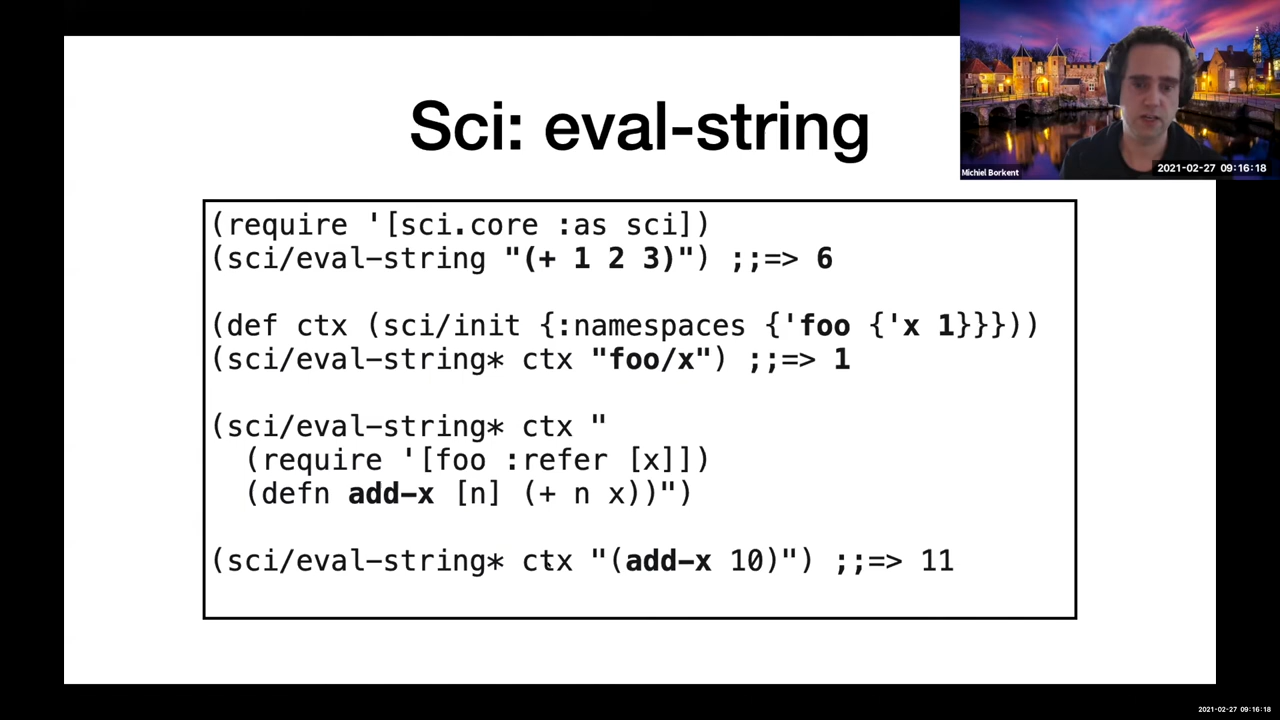 Sci: eval-string
(require '[sci.core :as sci])
(sci/eval-string "(+ 1 2 3)") ;;=> 6
(def ctx (sci/init {:namespaces {'foo {'x 1}}}))
(sci/eval-string* ctx "foo/x") ;;=> 1
(sci/eval-string* ctx "
(require '[foo :refer [x]])
(defn add-x [n] (+ n x))")
(sci/eval-string* ctx "(add-x 10)") ;;=> 11
Michiel Borkent
2021-02-27 09:16:18
2021-02-27 09:16:18